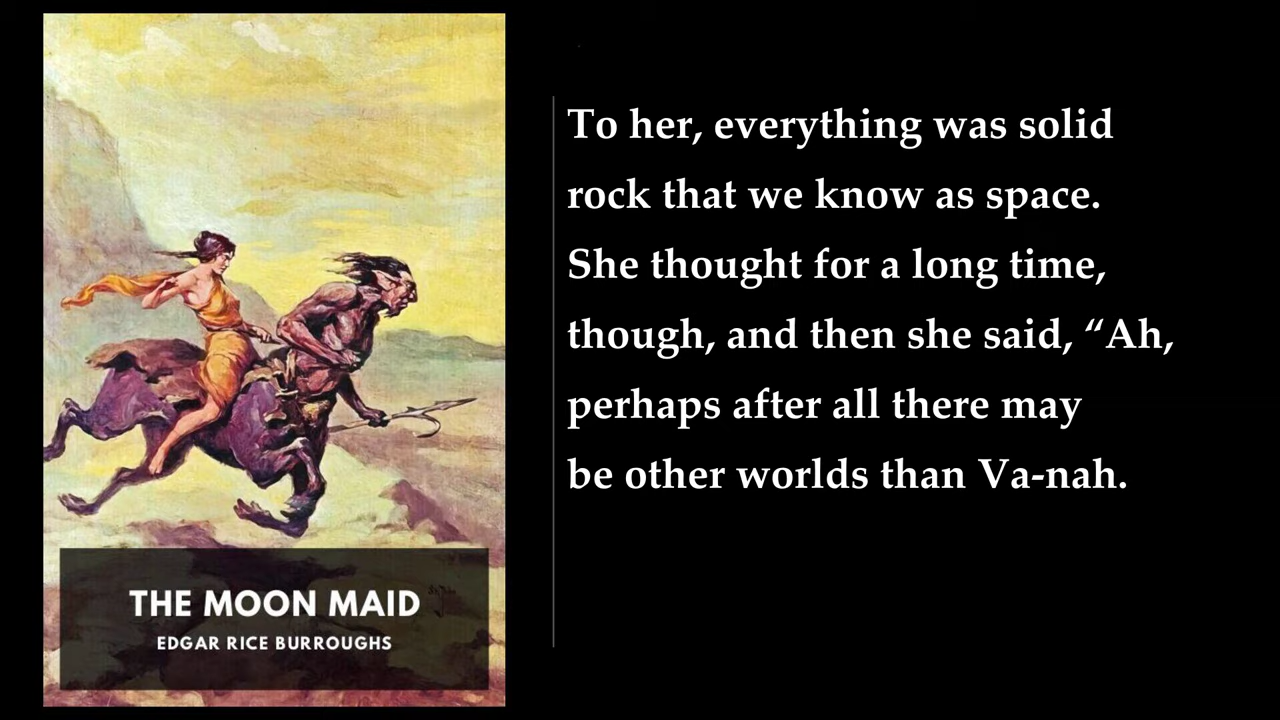 THE MOON MAID
EDGAR RICE BURROUGHS
To her, everything was solid
rock that we know as space.
She thought for a long time,
though, and then she said, “Ah,
perhaps after all there may
be other worlds than Va-nah.